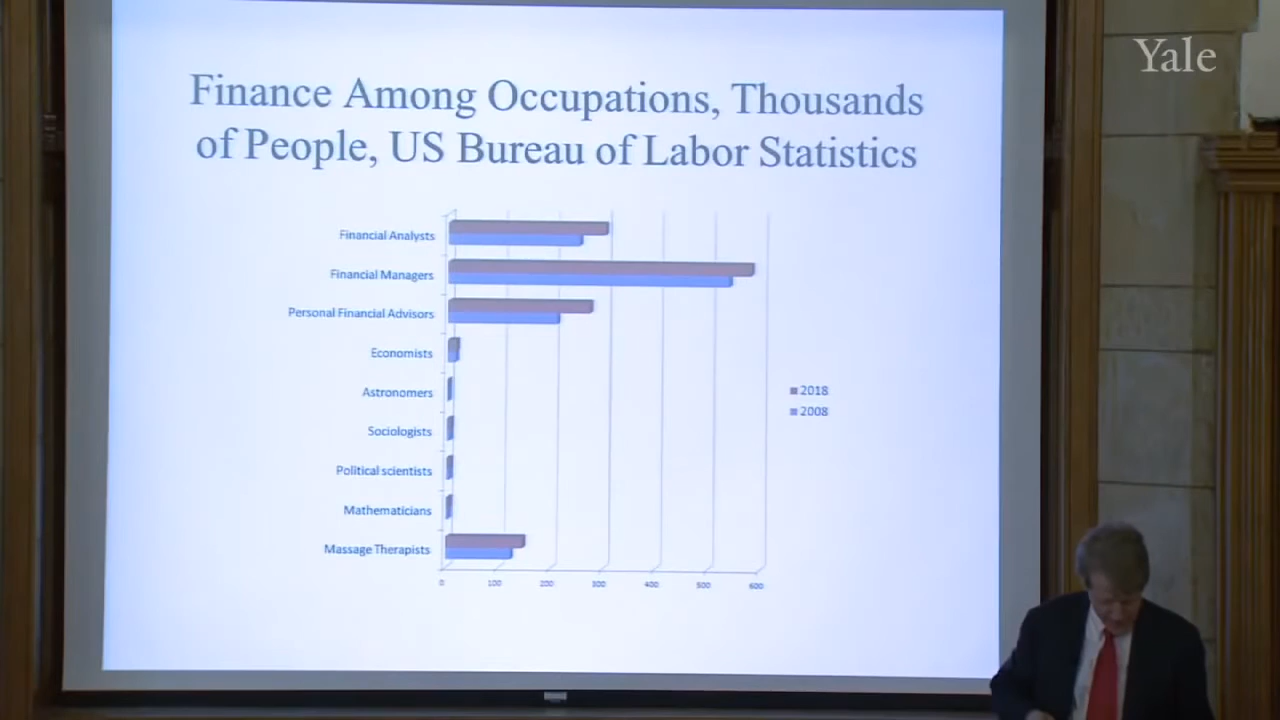 Yale
Finance Among Occupations, Thousands
of People, US Bureau of Labor Statistics
Financial Analysts
Financial Managers
Personal Financial Advisors
Economists
Astronomers
Sociologists
Political scientists
Mathematicians
Massage Therapists
0 100 200 300 400 500 600
2018
2008